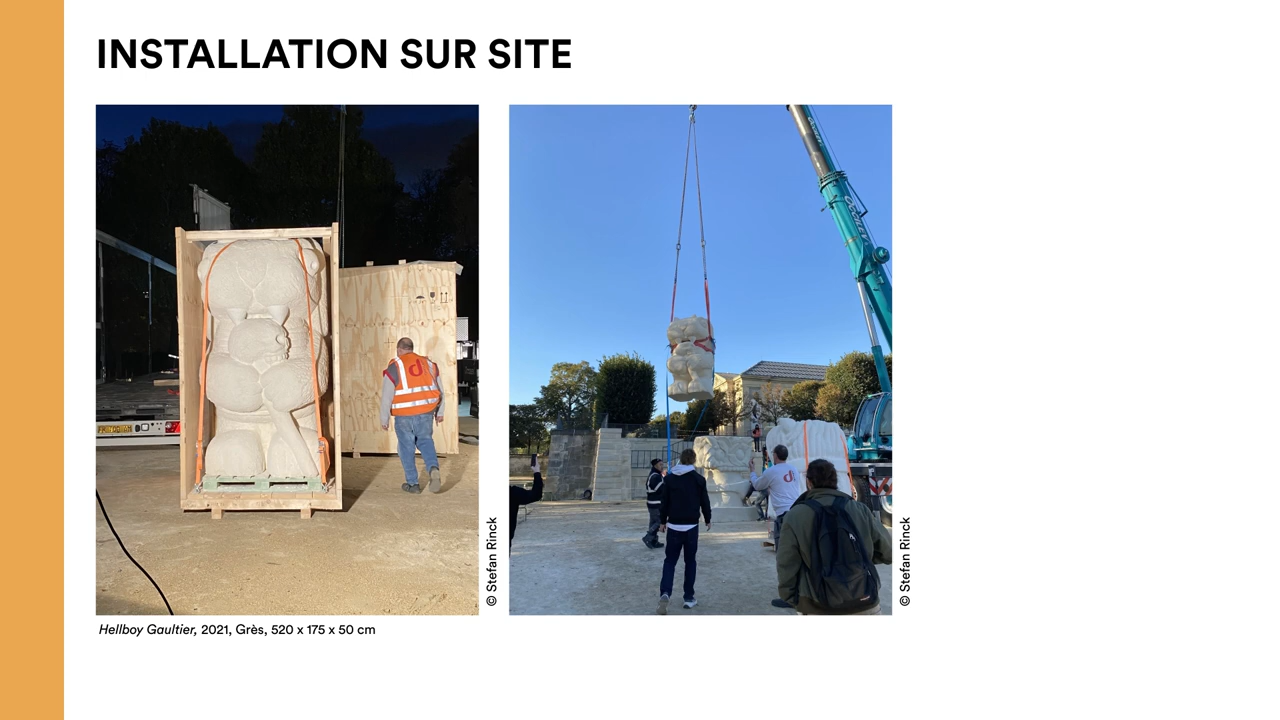 INSTALLATION SUR SITE
© Stefan Rinck
© Stefan Rinck
Hellboy Gaultier, 2021, Grès, 520 x 175 x 50 cm